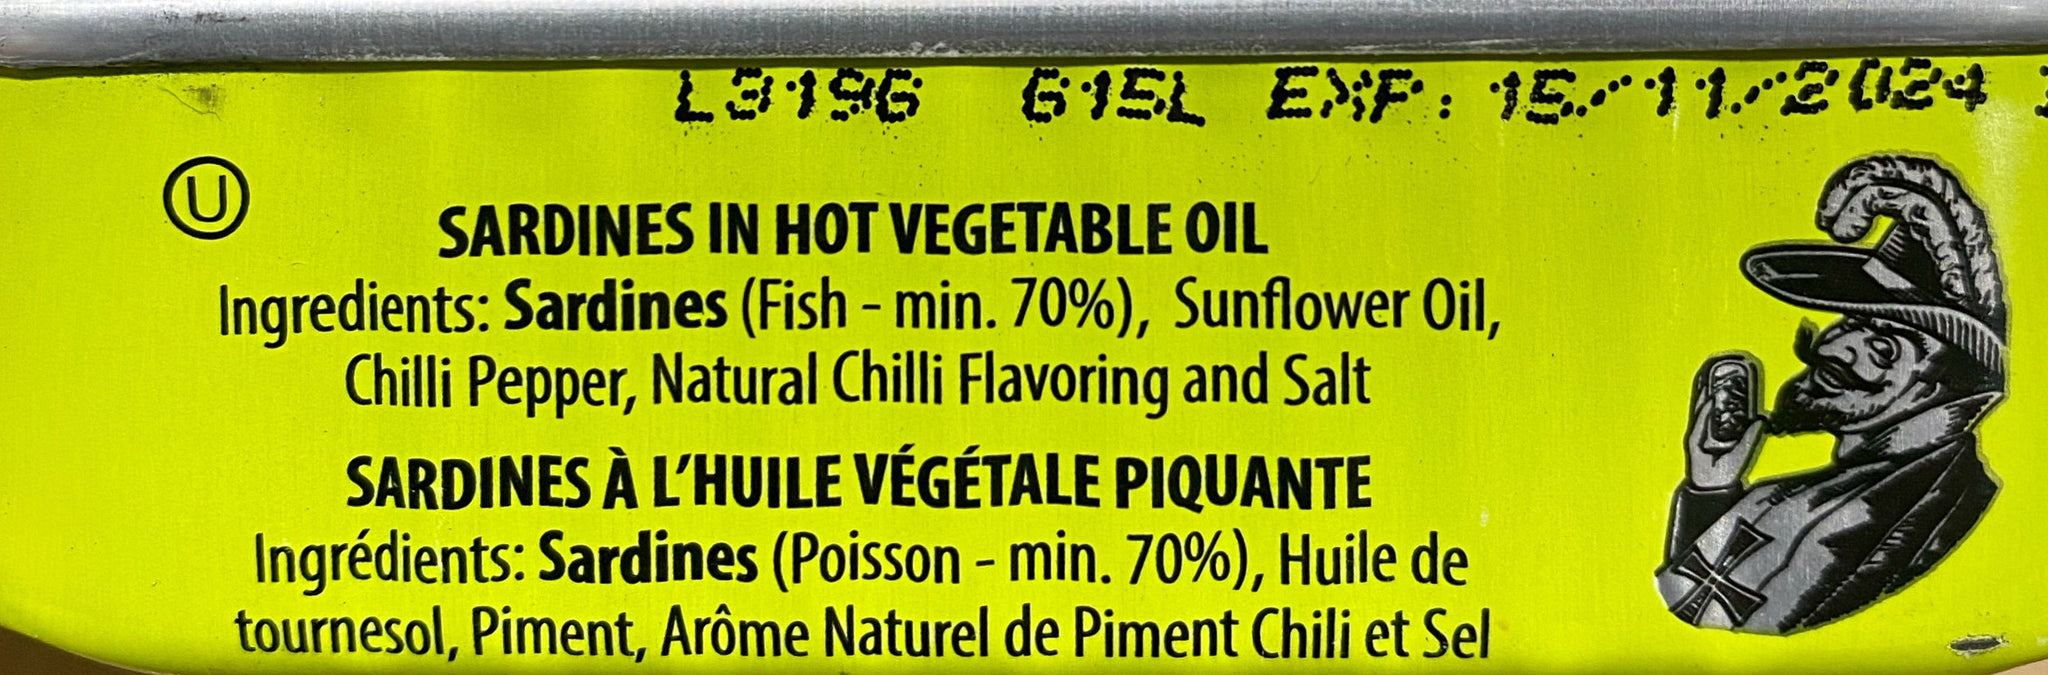 L3196 G15L EXP: 15/11/2024
U
SARDINES IN HOT VEGETABLE OIL
Ingredients: Sardines (Fish - min. 70%), Sunflower Oil,
Chilli Pepper, Natural Chilli Flavoring and Salt
SARDINES À L'HUILE VÉGÉTALE PIQUANTE
Ingrédients: Sardines (Poisson - min. 70%), Huile de
tournesol, Piment, Arôme Naturel de Piment Chili et Sel